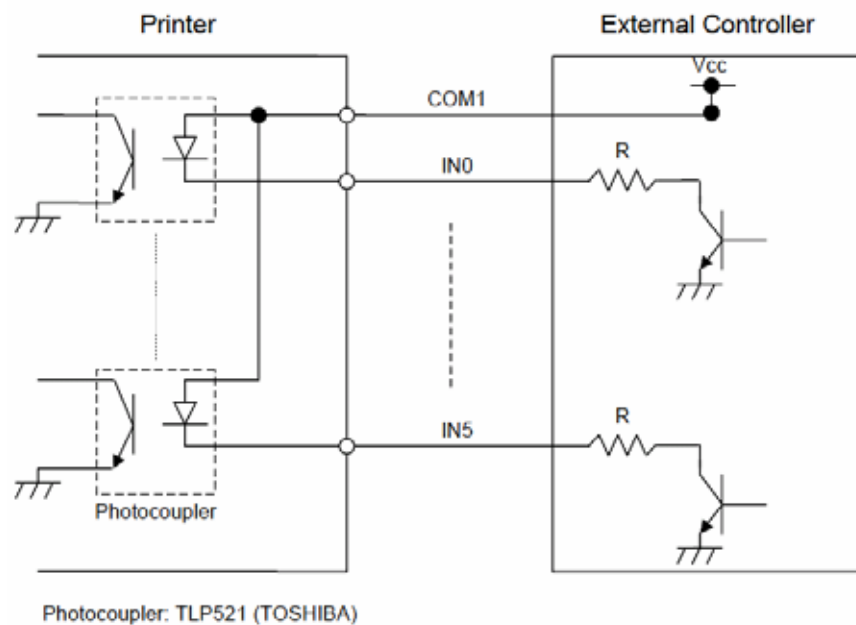 Printer
External Controller
Vcc
COM1
R
IN0
R
IN5
Photocoupler
Photocoupler: TLP521 (TOSHIBA)